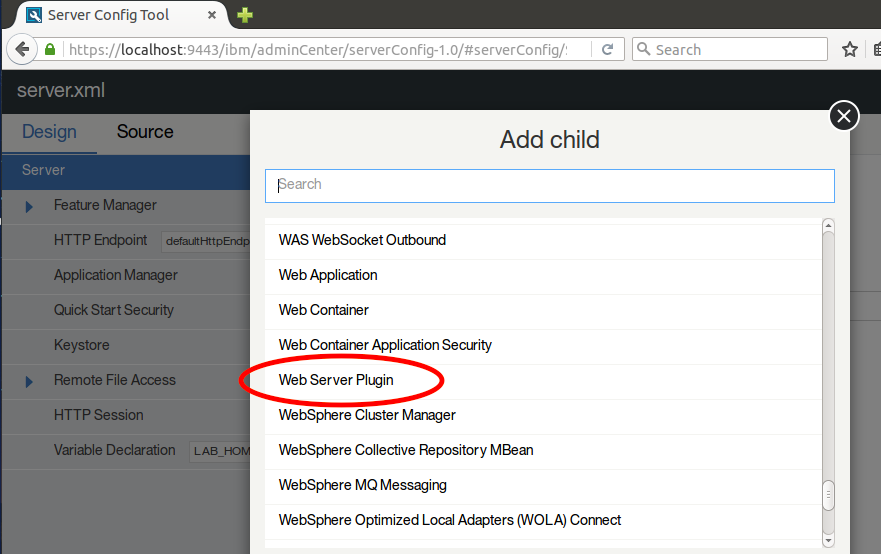 Server Config Tool
https://localhost:9443/ibm/adminCenter/serverConfig-1.0/#serverConfig/
Search
server.xml
Design
Source
Server
Feature Manager
HTTP Endpoint defaultHttpEndp
Application Manager
Quick Start Security
Keystore
Remote File Access
HTTP Session
Variable Declaration LAB_HOM
Add child
Search
WAS WebSocket Outbound
Web Application
Web Container
Web Container Application Security
Web Server Plugin
WebSphere Cluster Manager
WebSphere Collective Repository MBean
WebSphere MQ Messaging
WebSphere Optimized Local Adapters (WOLA) Connect